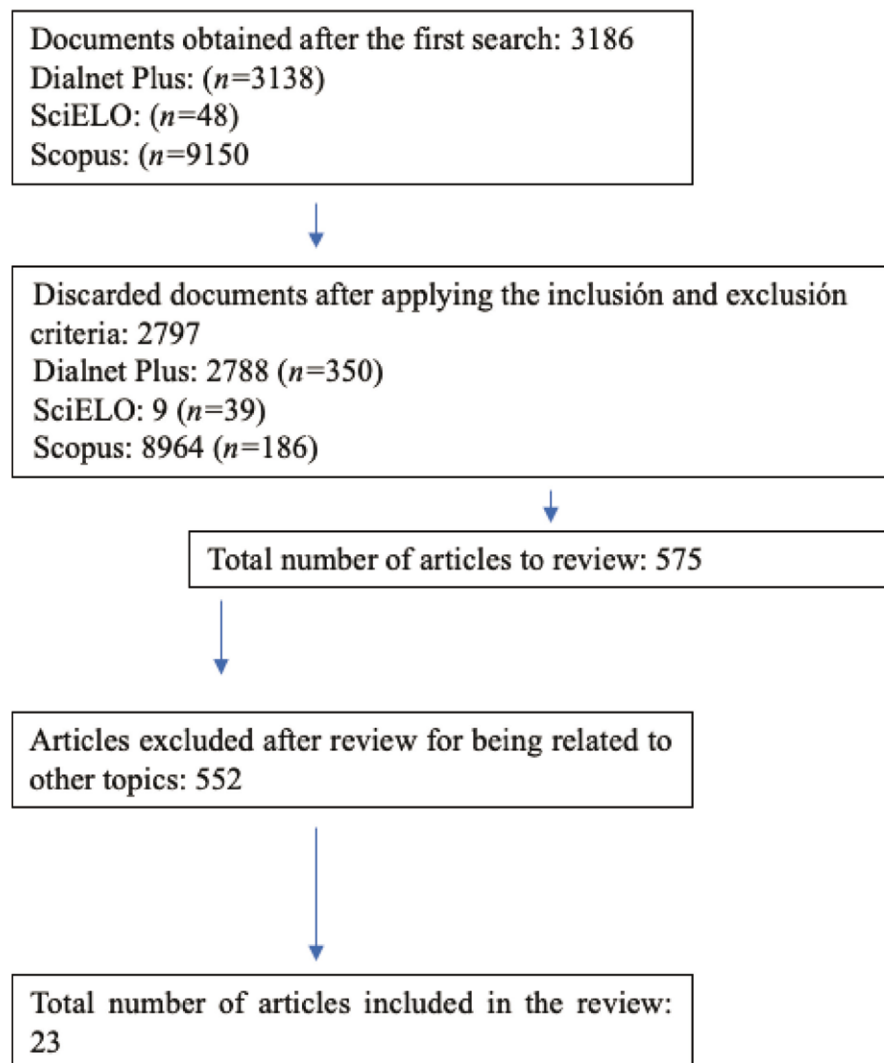 Documents obtained after the first search: 3186
Dialnet Plus: (n=3138)
SciELO: (n=48)
Scopus: (n=9150
Discarded documents after applying the inclusión and exclusión
criteria: 2797
Dialnet Plus: 2788 (n=350)
SciELO: 9 (n=39)
Scopus: 8964 (n=186)
Total number of articles to review: 575
Articles excluded after review for being related to
other topics: 552
Total number of articles included in the review:
23